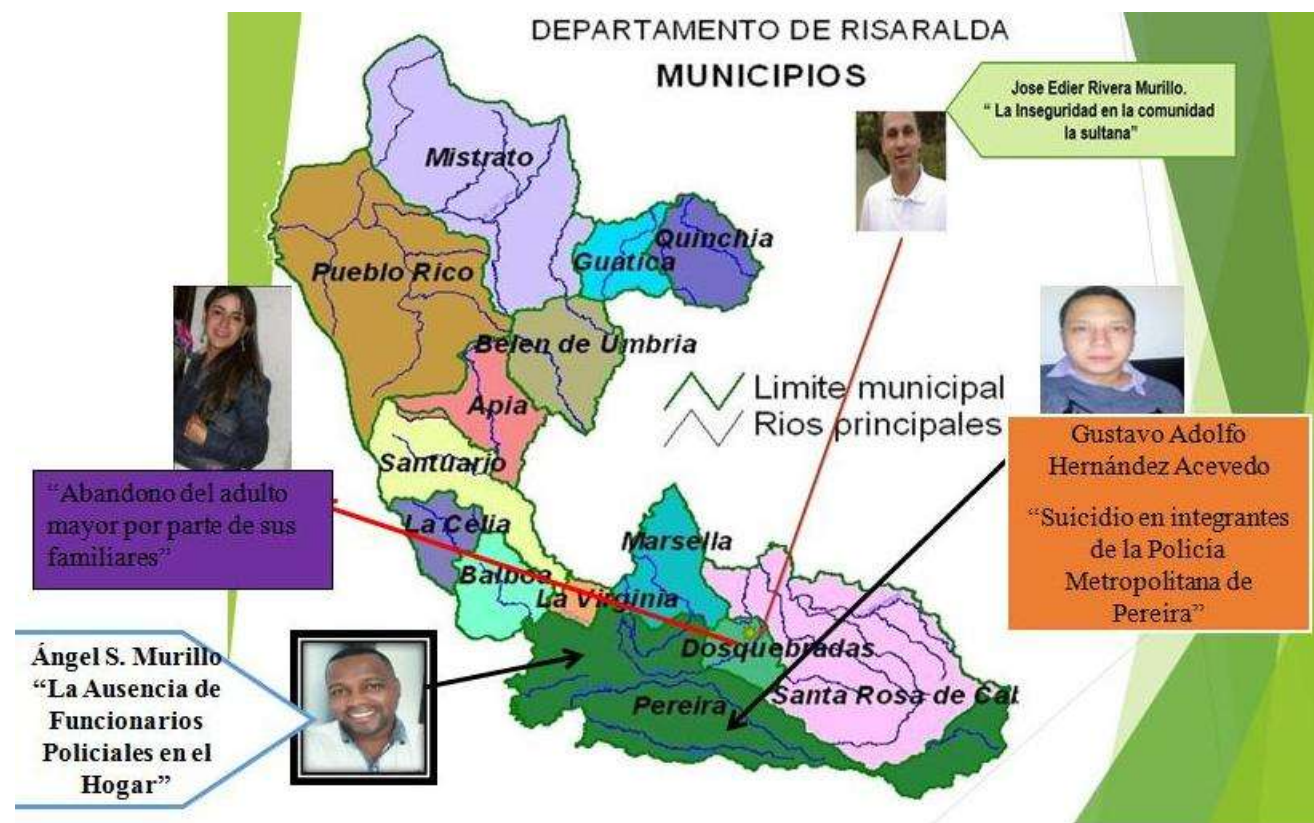 DEPARTAMENTO DE RISARALDA
MUNICIPIOS
Jose Edier Rivera Murillo.
“ La Inseguridad en la comunidad
la sultana”
Mistrato
Quinchia
Guatica
Pueblo Rico
Belen de Umbria
Limite municipal
Rios principales
Apia
Santuario
Gustavo Adolfo
Hernández Acevedo
“Suicidio en integrantes
de la Policía
Metropolitana de
Pereira”
“Abandono del adulto
mayor por parte de sus
familiares”
La Celia
Marsella
Balboa
La Virginia
Dosquebradas
Santa Rosa de Cab
Pereira
Ángel S. Murillo
“La Ausencia de
Funcionarios
Policiales en el
Hogar”